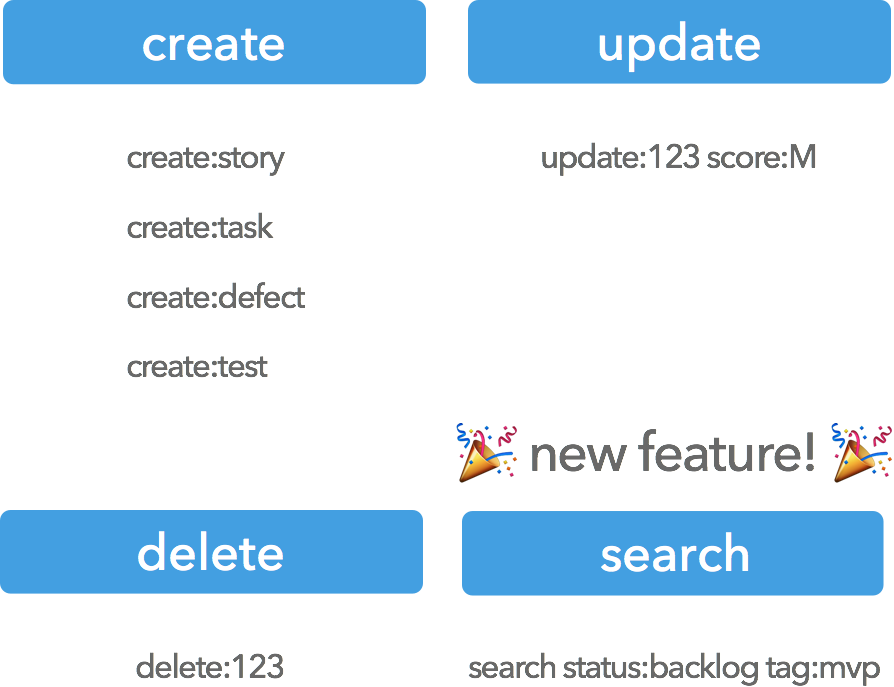 create
create:story
create:task
create:defect
create:test
update
update:123 score:M
delete
delete:123
🎉 new feature! 🎉
search
search status:backlog tag:mvp